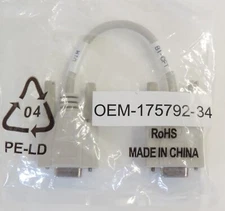 OEM-175792-34
04
RoHS
PE-LD
MADE IN CHINA